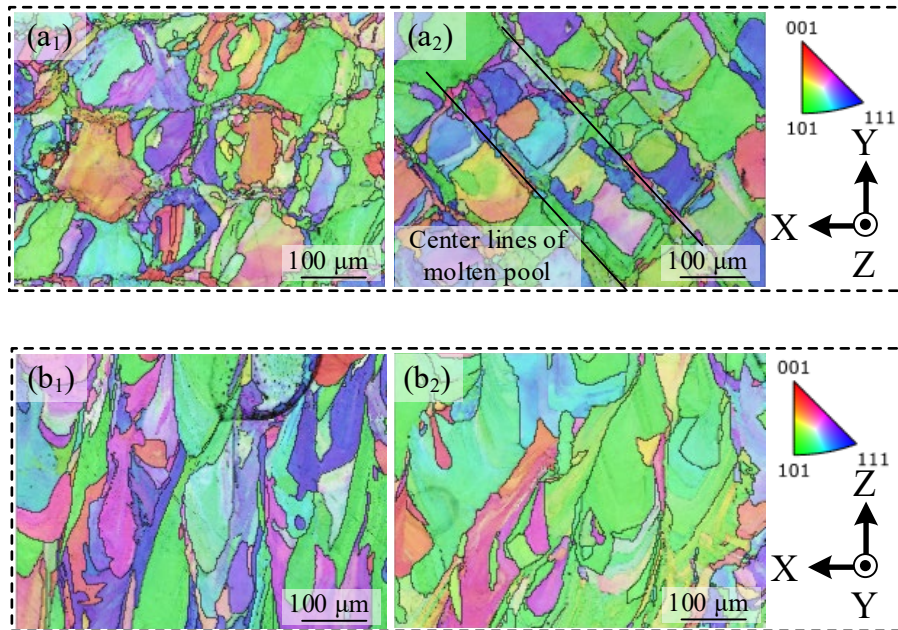 (a₁)
100 μm
(a₂)
Center lines of
molten pool
100 μm
001
101
111
Y
X
Z
(b₁)
100 μm
(b₂)
100 μm
001
101
111
Z
X
Y